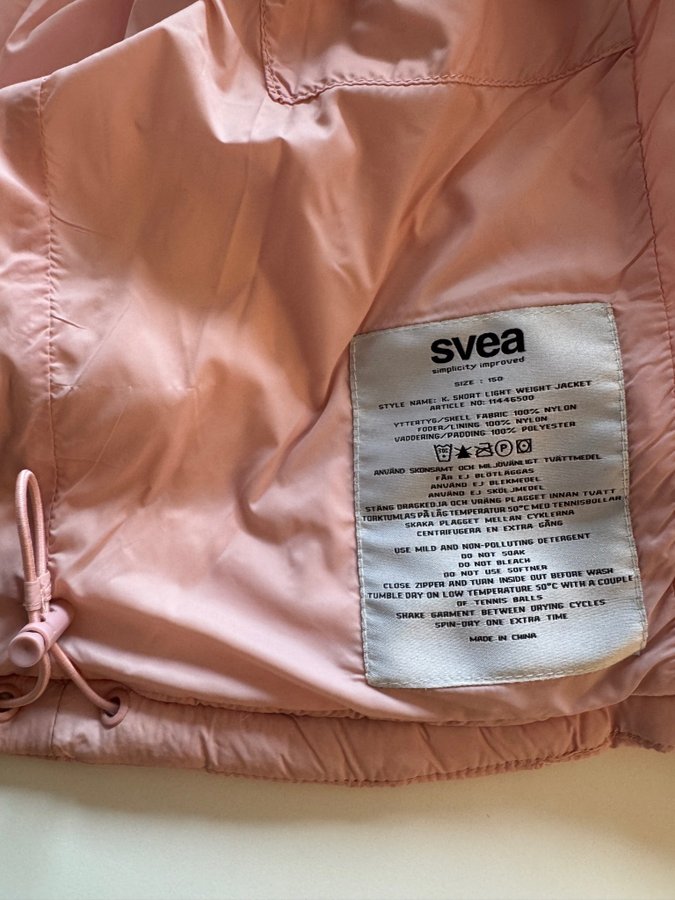 svea
simplicity improved
SIZE : 150
STYLE NAME: K. SHORT LIGHT WEIGHT JACKET
ARTICLE NO: 11446500
YTTERTYG/SHELL FABRIC 100% NYLON
FODER/LINING 100% NYLON
VADDERING/PADDING 100% POLYESTER
ANVÄND SKONSAMT OCH MILJÖVÄNLIGT TVÄTTMEDEL
FÅR EJ BLÖTLÄGGAS
ANVÄND EJ BLEKMEDEL
ANVÄND EJ SKÖLJMEDEL
STÄNG DRAGKEDJA OCH VRÄNG PLAGGET INNAN TVÄTT
TORKTUMLAS PÅ LÅG TEMPERATUR 50°C MED TENNISBOLLAR
SKAKA PLAGGET MELLAN CYKLERNA
CENTRIFUGERA EN EXTRA GÅNG
USE MILD AND NON-POLLUTING DETERGENT
DO NOT SOAK
DO NOT BLEACH
DO NOT USE SOFTNER
CLOSE ZIPPER AND TURN INSIDE OUT BEFORE WASH
TUMBLE DRY ON LOW TEMPERATURE 50°C WITH A COUPLE
OF TENNIS BALLS
SHAKE GARMENT BETWEEN DRYING CYCLES
SPIN-DRY ONE EXTRA TIME
MADE IN CHINA